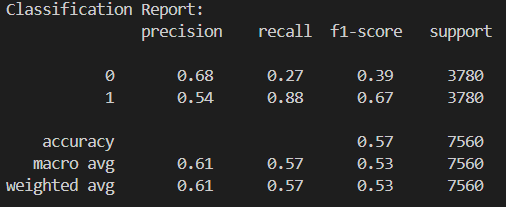 Classification Report:
precision recall f1-score support
0 0.68 0.27 0.39 3780
1 0.54 0.88 0.67 3780
accuracy 0.57 7560
macro avg 0.61 0.57 0.53 7560
weighted avg 0.61 0.57 0.53 7560